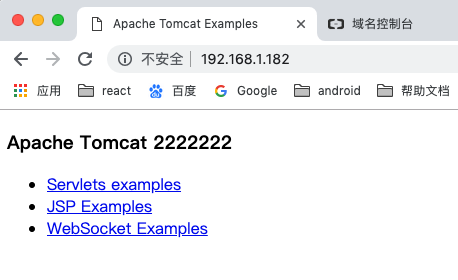 Apache Tomcat Examples
域名控制台
不安全 192.168.1.182
应用 react 百度 Google android 帮助文档
Apache Tomcat 2222222
Servlets examples
JSP Examples
WebSocket Examples